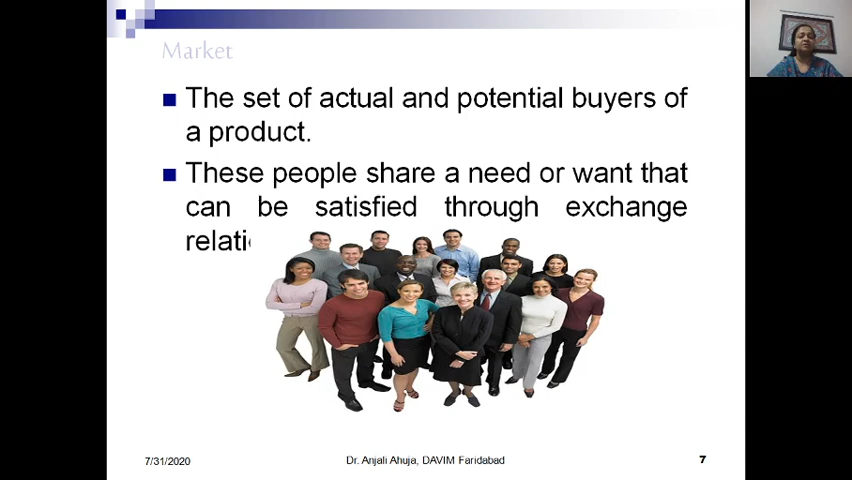 Market
The set of actual and potential buyers of
a product.
These people share a need or want that
can be satisfied through exchange
7/31/2020
Dr. Anjali Ahuja, DAVIM Faridabad
7